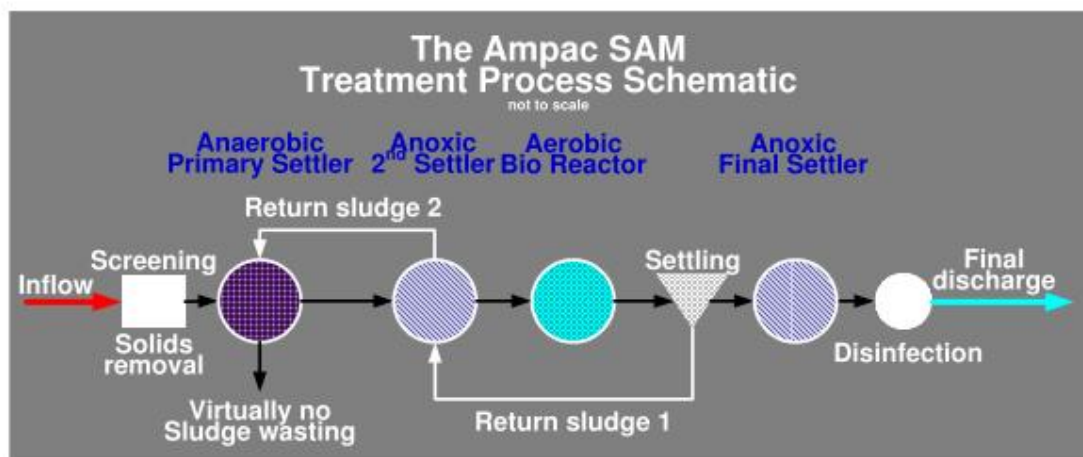 The Ampac SAM
Treatment Process Schematic
not to scale
Anaerobic
Primary Settler
Anoxic
2nd Settler
Aerobic
Bio Reactor
Anoxic
Final Settler
Return sludge 2
Inflow
Screening
Solids
removal
Settling
Final
discharge
Disinfection
Virtually no
Sludge wasting
Return sludge 1